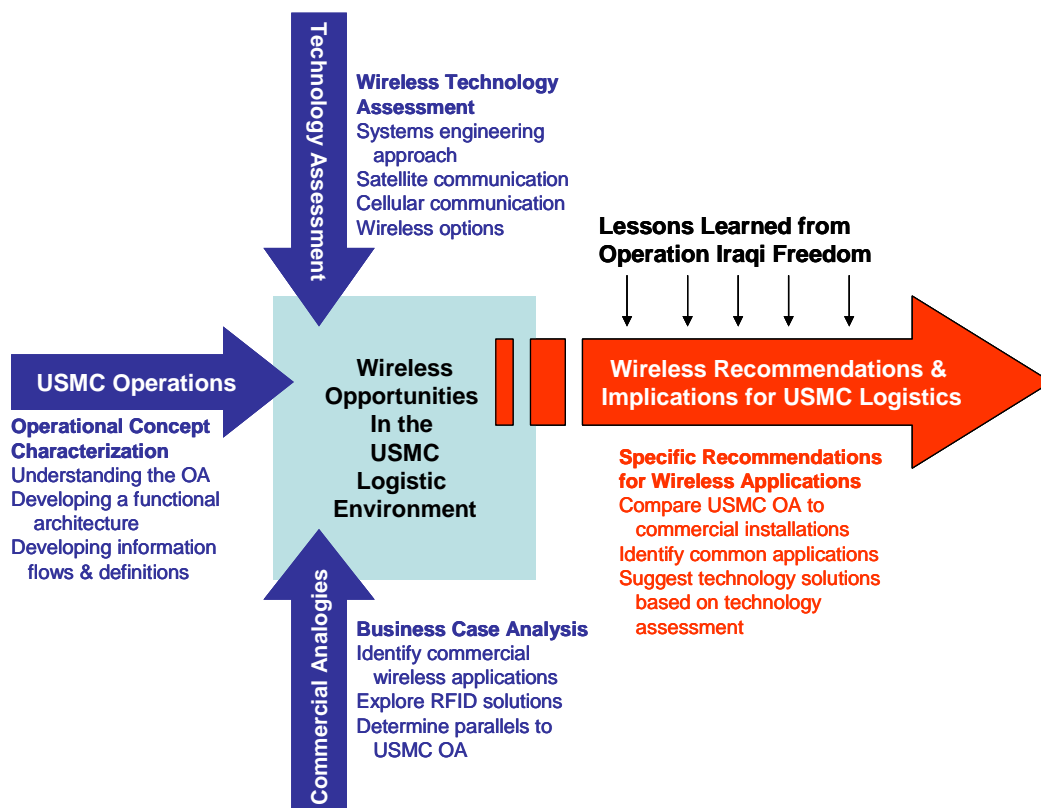 Technology Assessment
Wireless Technology
Assessment
Systems engineering
approach
Satellite communication
Cellular communication
Wireless options
Lessons Learned from
Operation Iraqi Freedom
USMC Operations
Operational Concept
Characterization
Understanding the OA
Developing a functional
architecture
Developing information
flows & definitions
Wireless
Opportunities
In the
USMC
Logistic
Environment
Wireless Recommendations &
Implications for USMC Logistics
Specific Recommendations
for Wireless Applications
Compare USMC OA to
commercial installations
Identify common applications
Suggest technology solutions
based on technology
assessment
Commercial Analogies
Business Case Analysis
Identify commercial
wireless applications
Explore RFID solutions
Determine parallels to
USMC OA